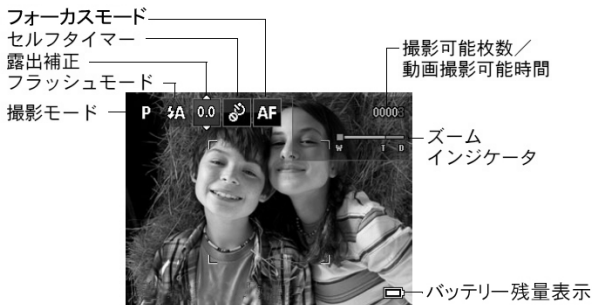 フォーカスモード
セルフタイマー
露出補正
フラッシュモード
撮影モード
P
A
0.0
AF
00008
W T D
撮影可能枚数／
動画撮影可能時間
ズーム
インジケータ
バッテリー残量表示